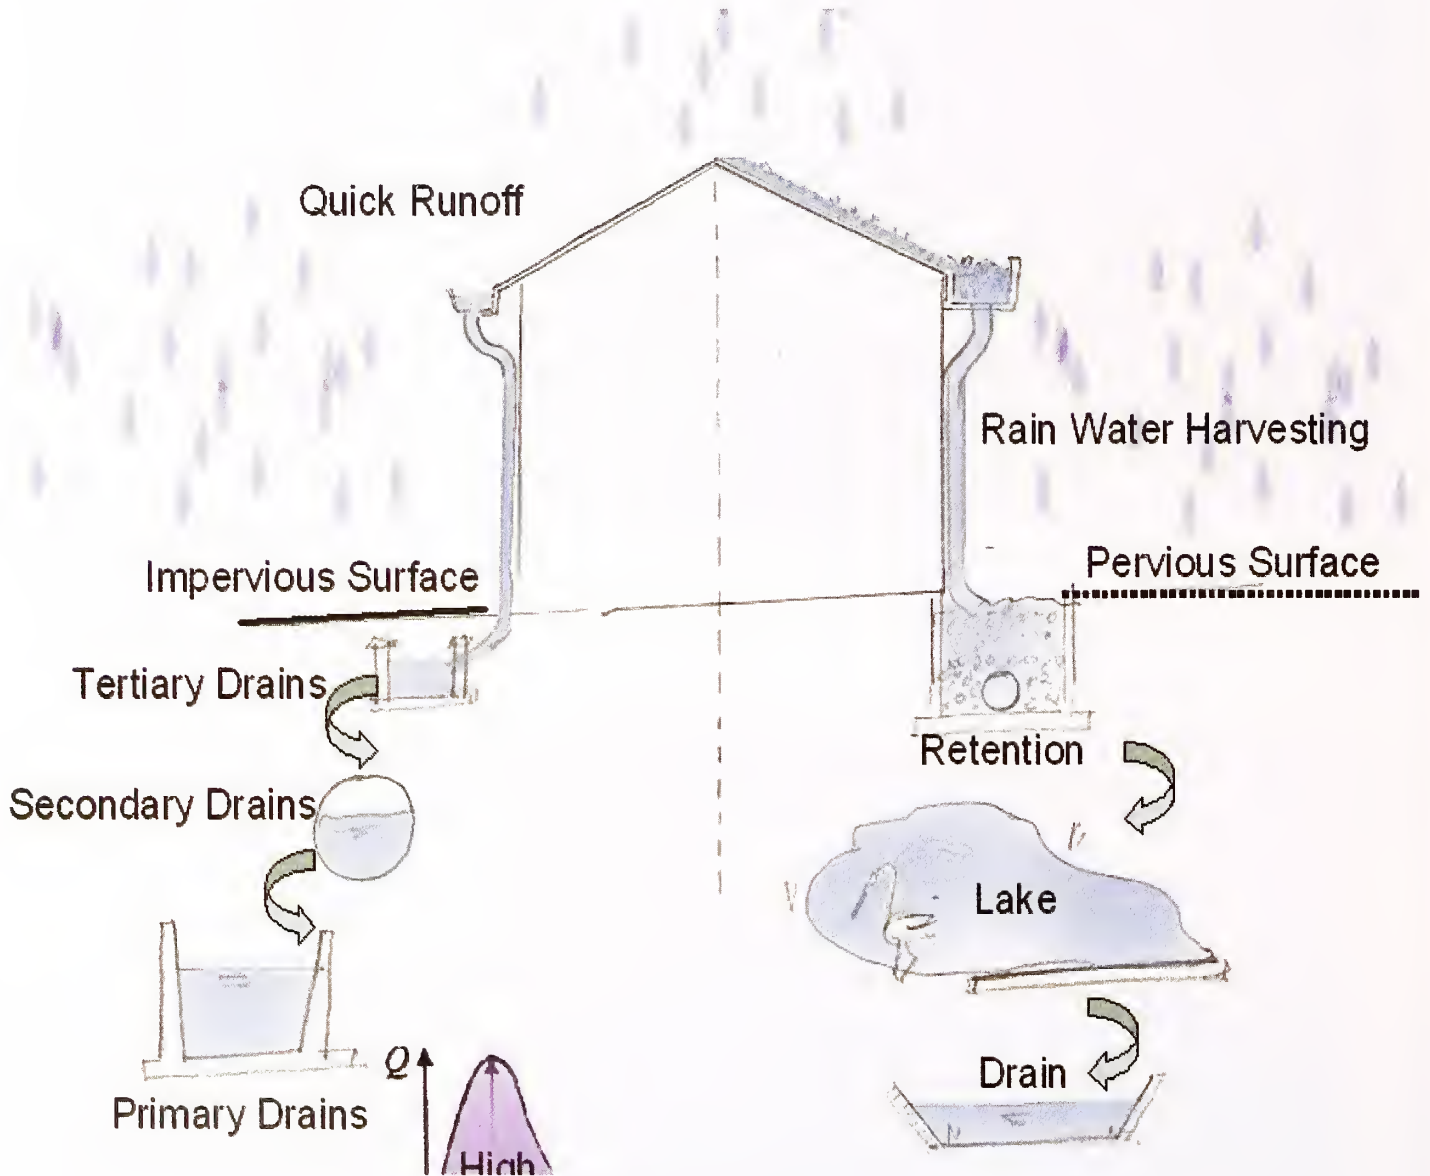 Quick Runoff
Rain Water Harvesting
Impervious Surface
Pervious Surface
Tertiary Drains
Retention
Secondary Drains
Lake
Primary Drains
Q
High
Drain